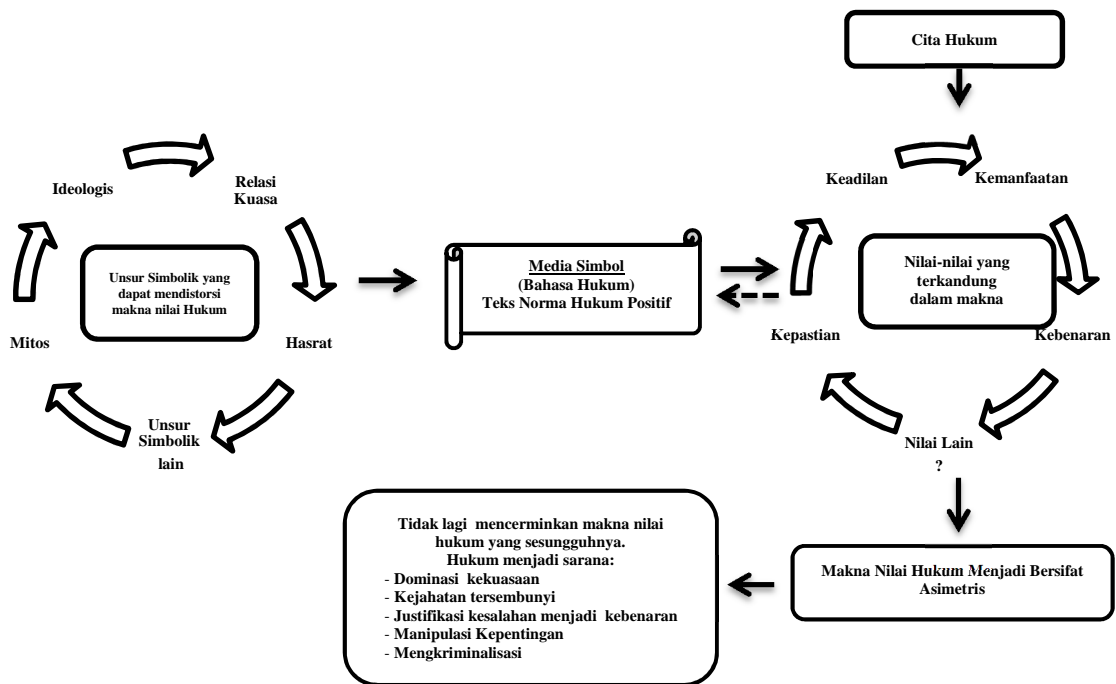 Cita Hukum
Ideologis
Relasi
Kuasa
Unsur Simbolik yang
dapat mendistorsi
makna nilai Hukum
Mitos
Hasrat
Unsur
Simbolik
lain
Media Simbol
(Bahasa Hukum)
Teks Norma Hukum Positif
Keadilan
Kemanfaatan
Nilai-nilai yang
terkandung
dalam makna
Kepastian
Kebenaran
Nilai Lain
?
Makna Nilai Hukum Menjadi Bersifat
Asimetris
Tidak lagi mencerminkan makna nilai
hukum yang sesungguhnya.
Hukum menjadi sarana:
- Dominasi kekuasaan
- Kejahatan tersembunyi
- Justifikasi kesalahan menjadi kebenaran
- Manipulasi Kepentingan
- Mengkriminalisasi